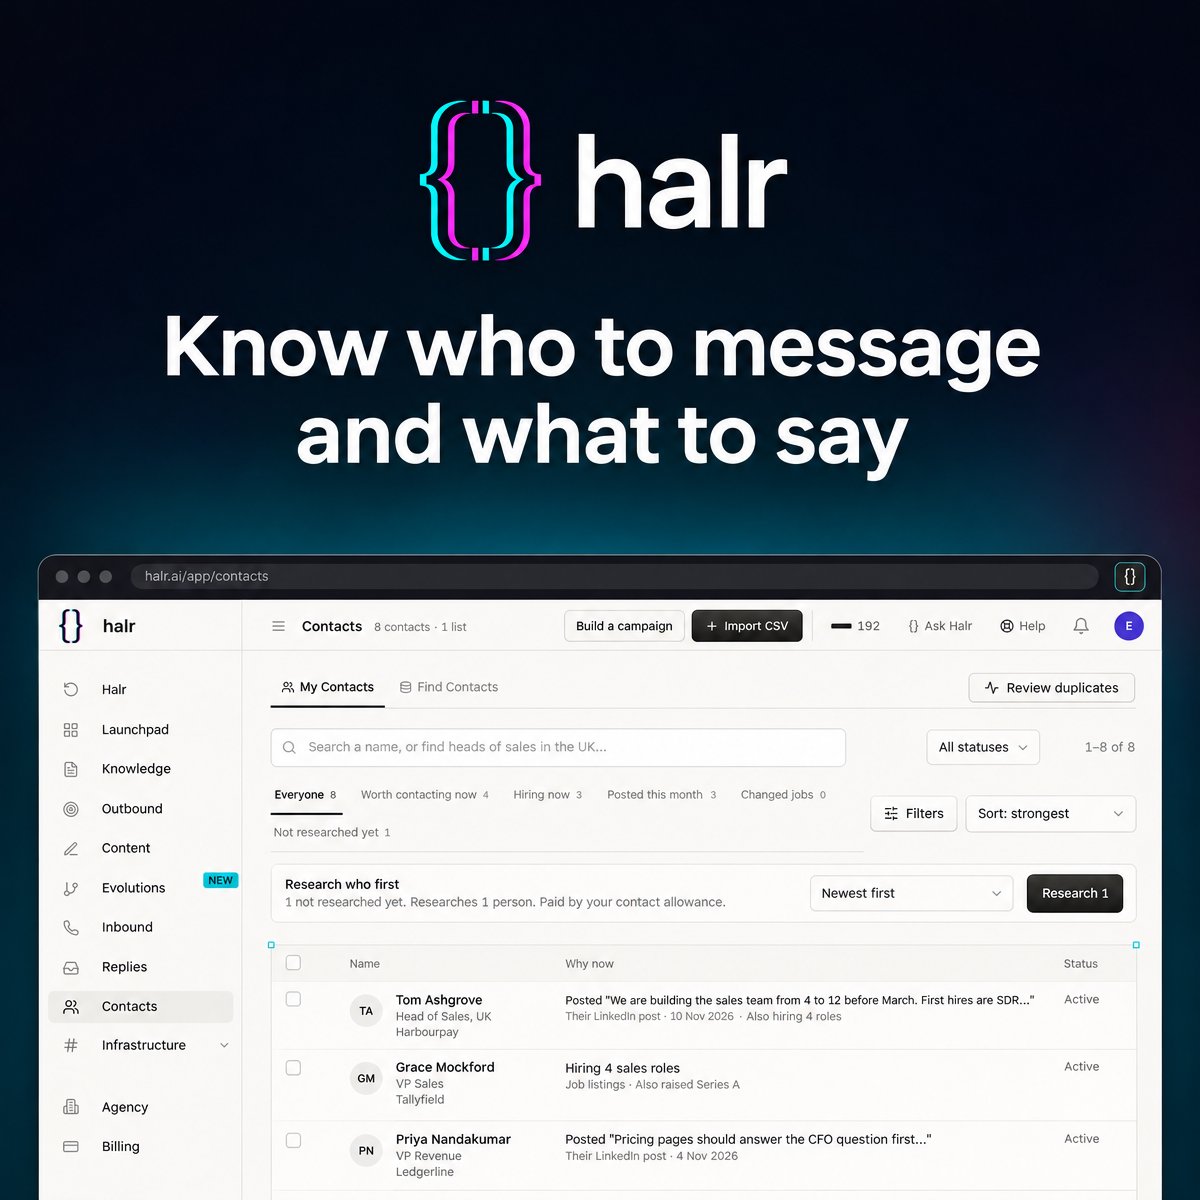 halr
Know who to message
and what to say
halr.ai/app/contacts
{}
halr
Contacts 8 contacts · 1 list
Build a campaign
+ Import CSV
192
{} Ask Halr
Help
E
Halr
Launchpad
Knowledge
Outbound
Content
Evolutions NEW
Inbound
Replies
Contacts
Infrastructure
Agency
Billing
My Contacts
Find Contacts
Review duplicates
Search a name, or find heads of sales in the UK...
All statuses
1–8 of 8
Everyone 8
Worth contacting now 4
Hiring now 3
Posted this month 3
Changed jobs 0
Not researched yet 1
Filters
Sort: strongest
Research who first
1 not researched yet. Researches 1 person. Paid by your contact allowance.
Newest first
Research 1
Name
Why now
Status
TA
Tom Ashgrove
Head of Sales, UK
Harbourpay
Posted "We are building the sales team from 4 to 12 before March. First hires are SDR..."
Their LinkedIn post · 10 Nov 2026 · Also hiring 4 roles
Active
GM
Grace Mockford
VP Sales
Tallyfield
Hiring 4 sales roles
Job listings · Also raised Series A
Active
PN
Priya Nandakumar
VP Revenue
Ledgerline
Posted "Pricing pages should answer the CFO question first..."
Their LinkedIn post · 4 Nov 2026
Active